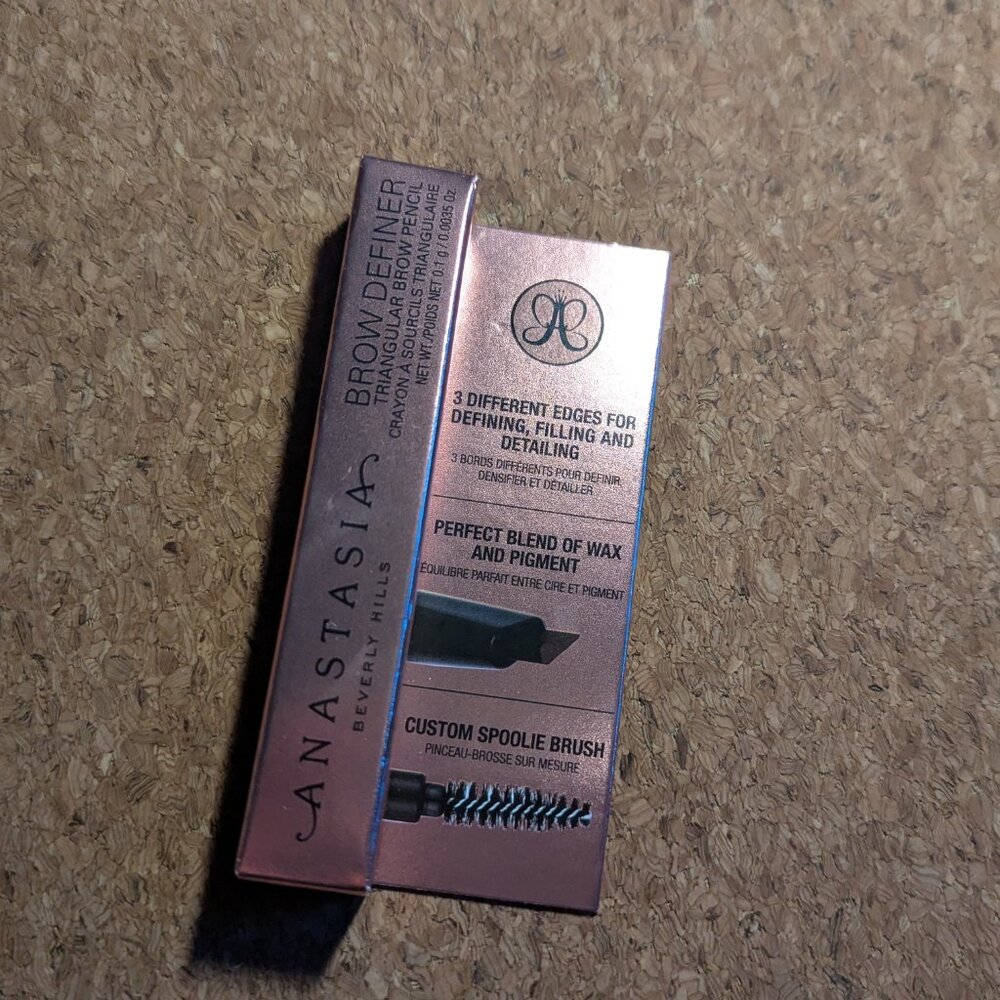 ANASTASIA
BEVERLY HILLS
BROW DEFINER
TRIANGULAR BROW PENCIL
CRAYON À SOURCILS TRIANGULAIRE
NET WT./POIDS NET 0.1 g / 0.0035 Oz.
3 DIFFERENT EDGES FOR
DEFINING, FILLING AND
DETAILING
3 BORDS DIFFÉRENTS POUR DÉFINIR,
DENSIFIER ET DÉTAILLER
PERFECT BLEND OF WAX
AND PIGMENT
ÉQUILIBRE PARFAIT ENTRE CIRE ET PIGMENT
CUSTOM SPOOLIE BRUSH
PINCEAU-BROSSE SUR MESURE